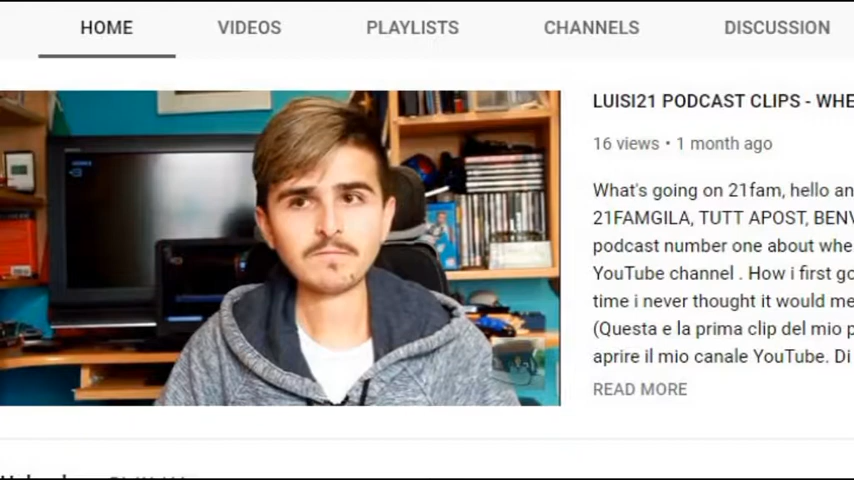 HOME VIDEOS PLAYLISTS CHANNELS DISCUSSION
LUISI21 PODCAST CLIPS - WHE
16 views • 1 month ago
What's going on 21fam, hello an
21FAMGILA, TUTT APOST, BENV
podcast number one about whe
YouTube channel . How i first go
time i never thought it would me
(Questa e la prima clip del mio p
aprire il mio canale YouTube. Di
READ MORE